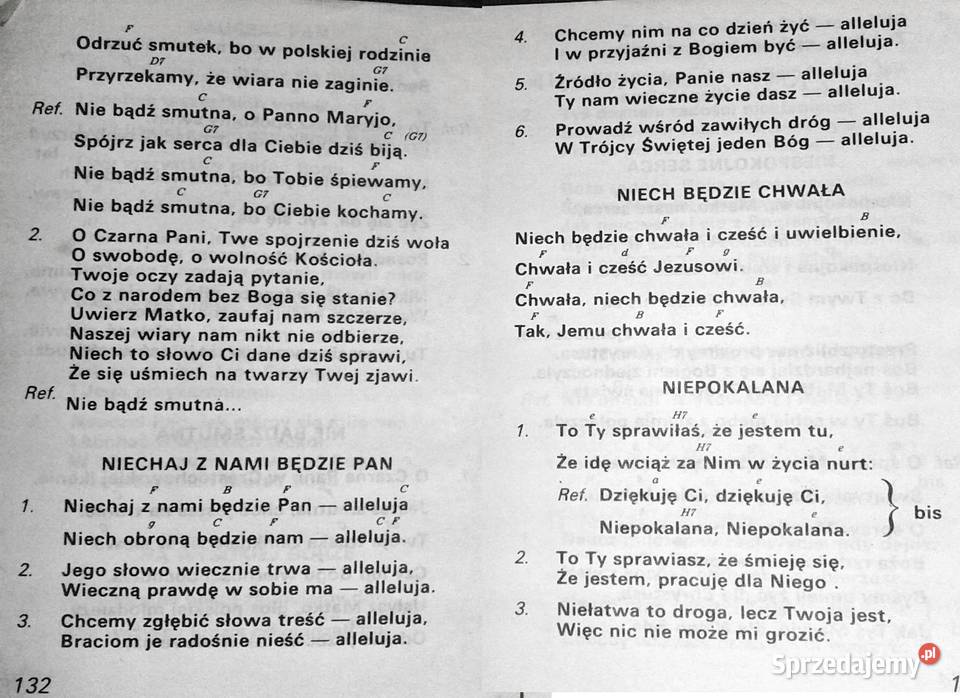 F C
Odrzuć smutek, bo w polskiej rodzinie
D7 G7
Przyrzekamy, że wiara nie zaginie.
C F
Ref. Nie bądź smutna, o Panno Maryjo,
G7 C (G7)
Spójrz jak serca dla Ciebie dziś biją.
C F
Nie bądź smutna, bo Tobie śpiewamy,
C G7 C
Nie bądź smutna, bo Ciebie kochamy.
2. O Czarna Pani, Twe spojrzenie dziś woła
O swobodę, o wolność Kościoła.
Twoje oczy zadają pytanie,
Co z narodem bez Boga się stanie?
Uwierz Matko, zaufaj nam szczerze,
Naszej wiary nam nikt nie odbierze,
Niech to słowo Ci dane dziś sprawi,
Że się uśmiech na twarzy Twej zjawi.
Ref.
Nie bądź smutna...
NIECHAJ Z NAMI BĘDZIE PAN
F B F C
1. Niechaj z nami będzie Pan — alleluja
g C F C F
Niech obroną będzie nam — alleluja.
2. Jego słowo wiecznie trwa — alleluja,
Wieczną prawdę w sobie ma — alleluja.
3. Chcemy zgłębić słowa treść — alleluja,
Braciom je radośnie nieść — alleluja.
132
4. Chcemy nim na co dzień żyć — alleluja
I w przyjaźni z Bogiem być — alleluja.
5. Źródło życia, Panie nasz — alleluja
Ty nam wieczne życie dasz — alleluja.
6. Prowadź wśród zawiłych dróg — alleluja
W Trójcy Świętej jeden Bóg — alleluja.
NIECH BĘDZIE CHWAŁA
F B
Niech będzie chwała i cześć i uwielbienie,
F d F g
Chwała i cześć Jezusowi.
F B
Chwała, niech będzie chwała,
F B F
Tak, Jemu chwała i cześć.
NIEPOKALANA
e H7 e
1. To Ty sprawiłaś, że jestem tu,
H7 e
Że idę wciąż za Nim w życia nurt:
a e
Ref. Dziękuję Ci, dziękuję Ci,
bis
H7 e
Niepokalana, Niepokalana.
2. To Ty sprawiasz, że śmieję się,
Że jestem, pracuję dla Niego .
3. Niełatwa to droga, lecz Twoja jest,
Więc nic nie może mi grozić.
Sprzedajemy .pl
1